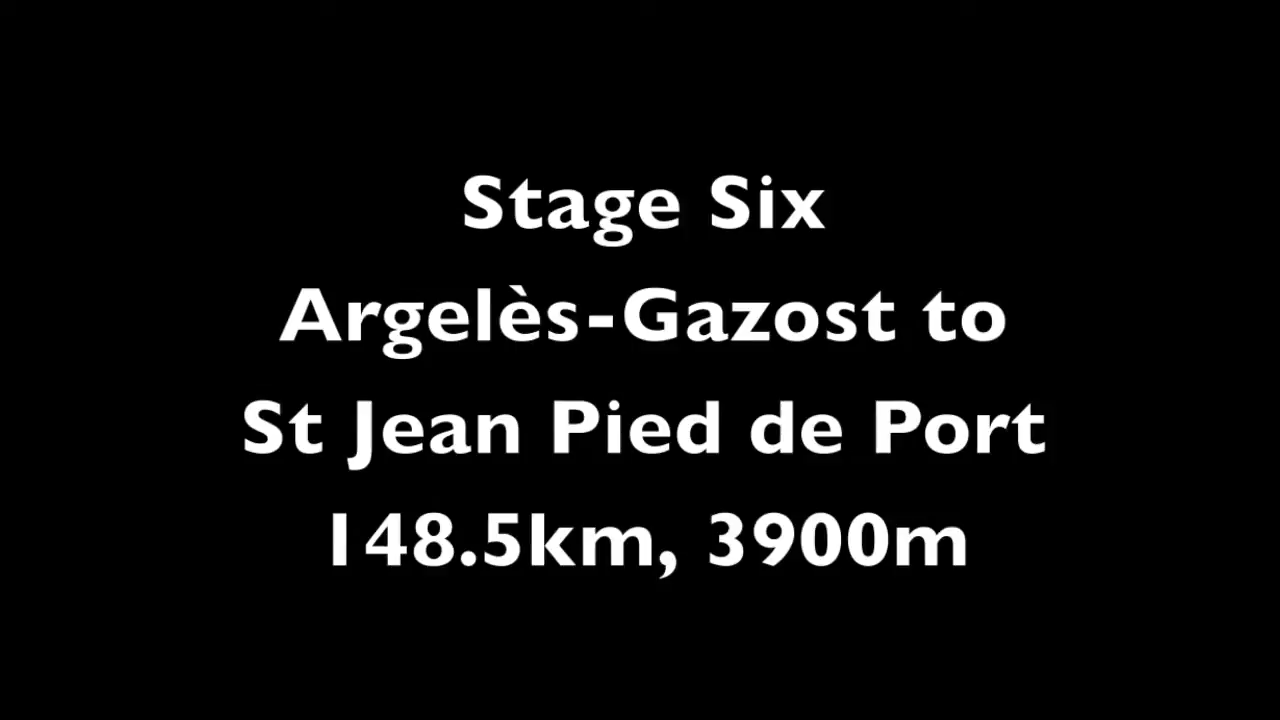 Stage Six
Argelès-Gazost to
St Jean Pied de Port
148.5km, 3900m